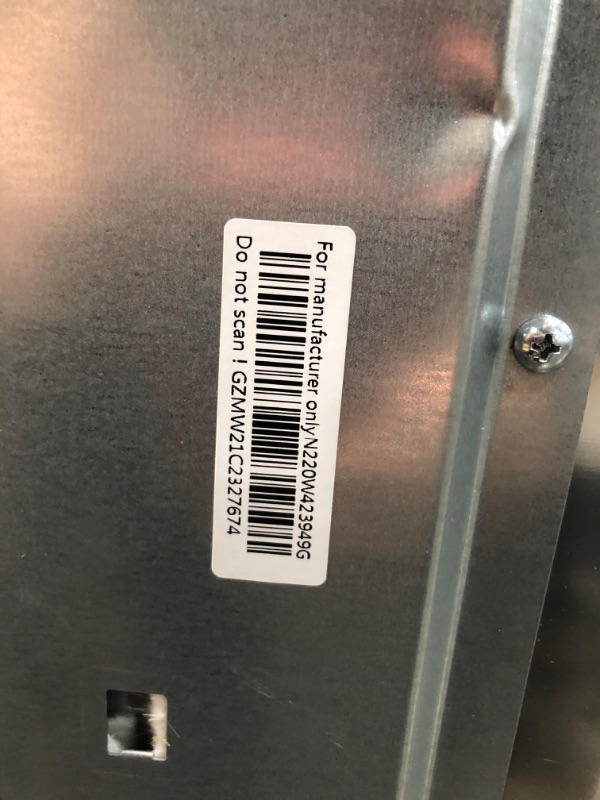 For manufacturer only N220W423949G
Do not scan ! GZMW21C2327674